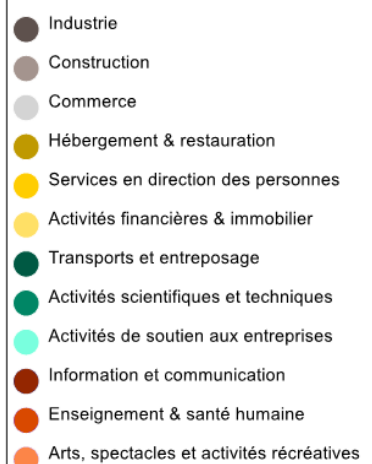 Industrie
Construction
Commerce
Hébergement & restauration
Services en direction des personnes
Activités financières & immobilier
Transports et entreposage
Activités scientifiques et techniques
Activités de soutien aux entreprises
Information et communication
Enseignement & santé humaine
Arts, spectacles et activités récréatives